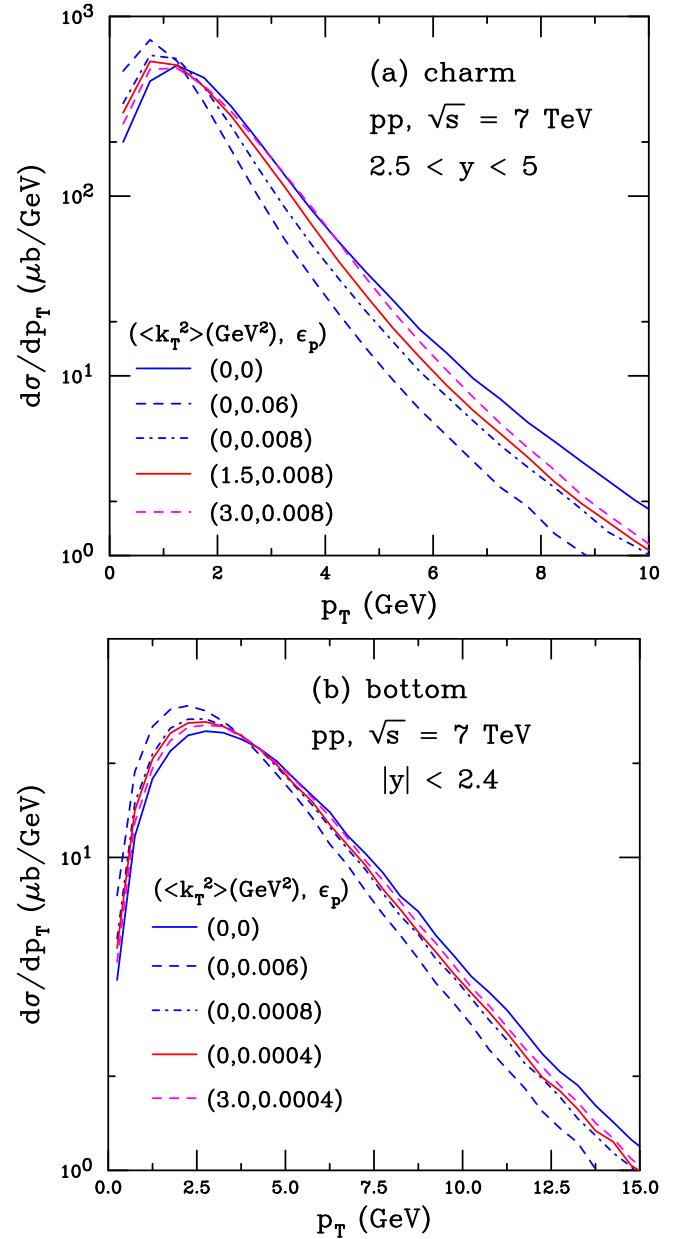 10³
(a) charm
pp, √s = 7 TeV
2.5 < y < 5
10²
dσ/dp_T (μb/GeV)
(<k_T²>(GeV²), ϵ_p)
10¹
(0,0)
(0,0.06)
(0,0.008)
(1.5,0.008)
(3.0,0.008)
10⁰
0 2 4 6 8 10
p_T (GeV)
(b) bottom
pp, √s = 7 TeV
|y| < 2.4
dσ/dp_T (μb/GeV)
10¹
(<k_T²>(GeV²), ϵ_p)
(0,0)
(0,0.006)
(0,0.0008)
(0,0.0004)
(3.0,0.0004)
10⁰
0.0 2.5 5.0 7.5 10.0 12.5 15.0
p_T (GeV)